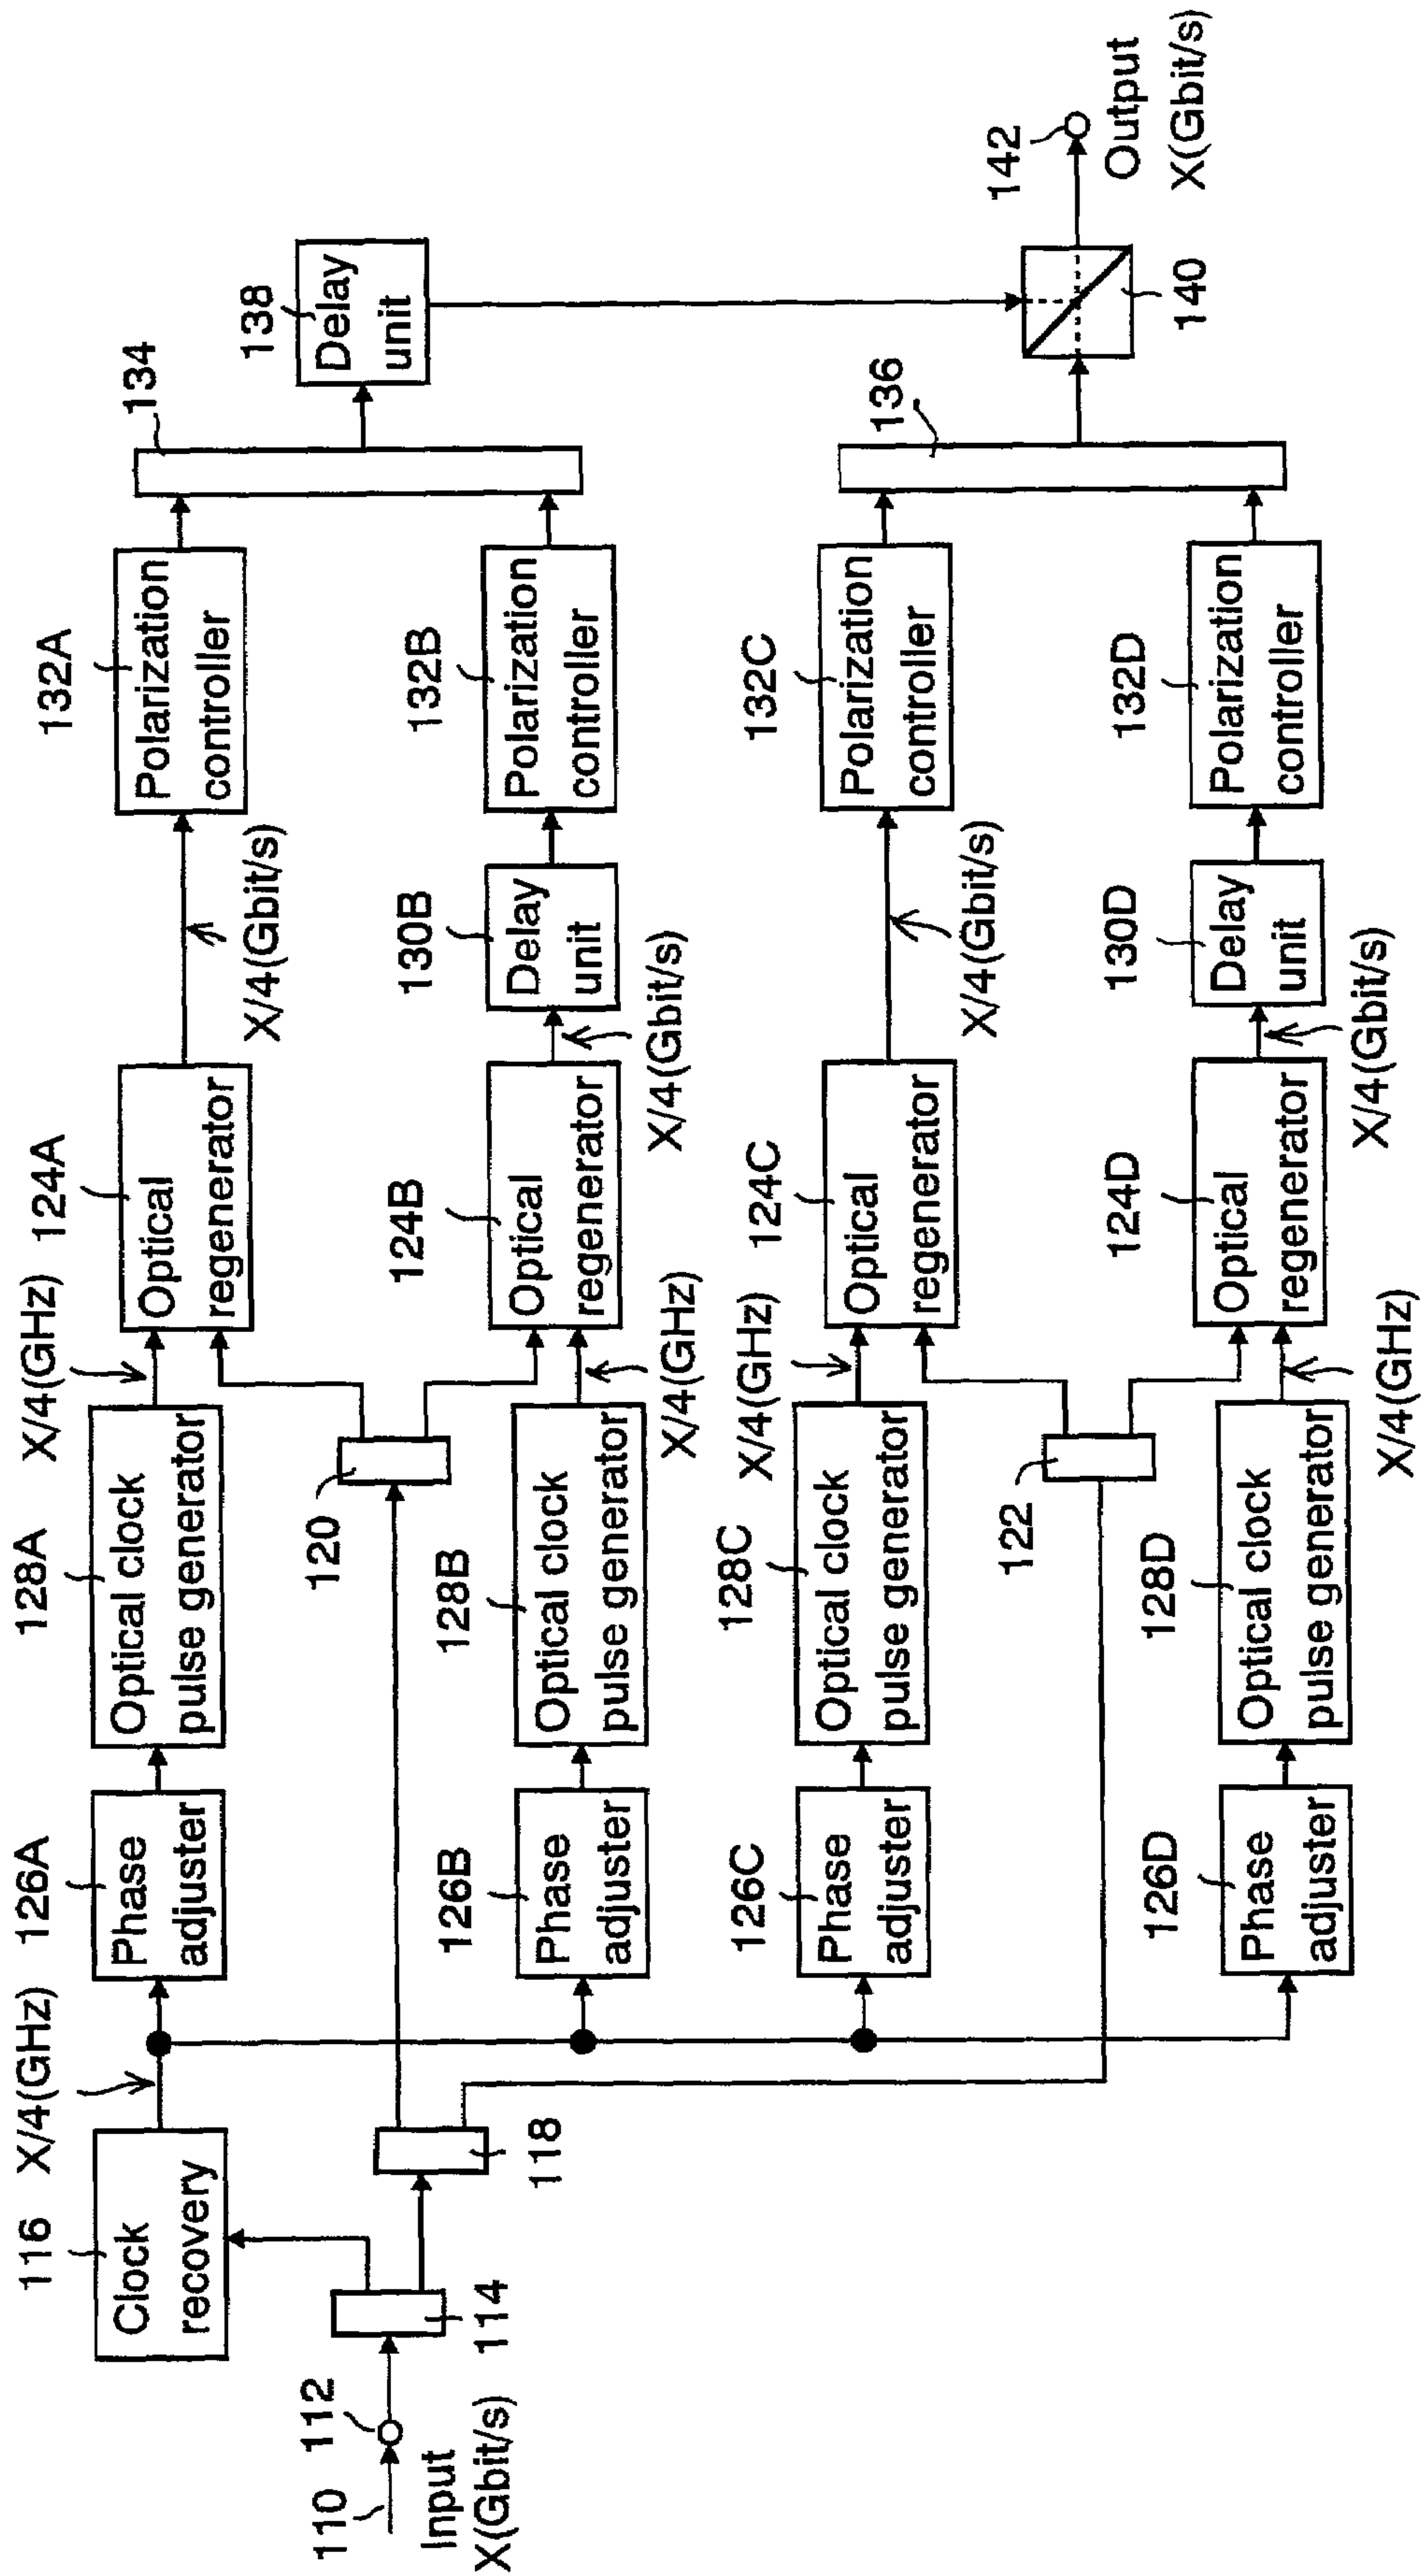 110
112
Input
X(Gbit/s)
114
116
Clock
recovery
X/4(GHz)
118
126A
Phase
adjuster
128A
Optical clock
pulse generator
X/4(GHz)
124A
Optical
regenerator
X/4(Gbit/s)
132A
Polarization
controller
134
138
Delay
unit
120
126B
Phase
adjuster
128B
Optical clock
pulse generator
X/4(GHz)
124B
Optical
regenerator
X/4(Gbit/s)
130B
Delay
unit
132B
Polarization
controller
126C
Phase
adjuster
128C
Optical clock
pulse generator
X/4(GHz)
124C
Optical
regenerator
X/4(Gbit/s)
132C
Polarization
controller
136
142
Output
X(Gbit/s)
140
122
126D
Phase
adjuster
128D
Optical clock
pulse generator
X/4(GHz)
124D
Optical
regenerator
X/4(Gbit/s)
130D
Delay
unit
132D
Polarization
controller